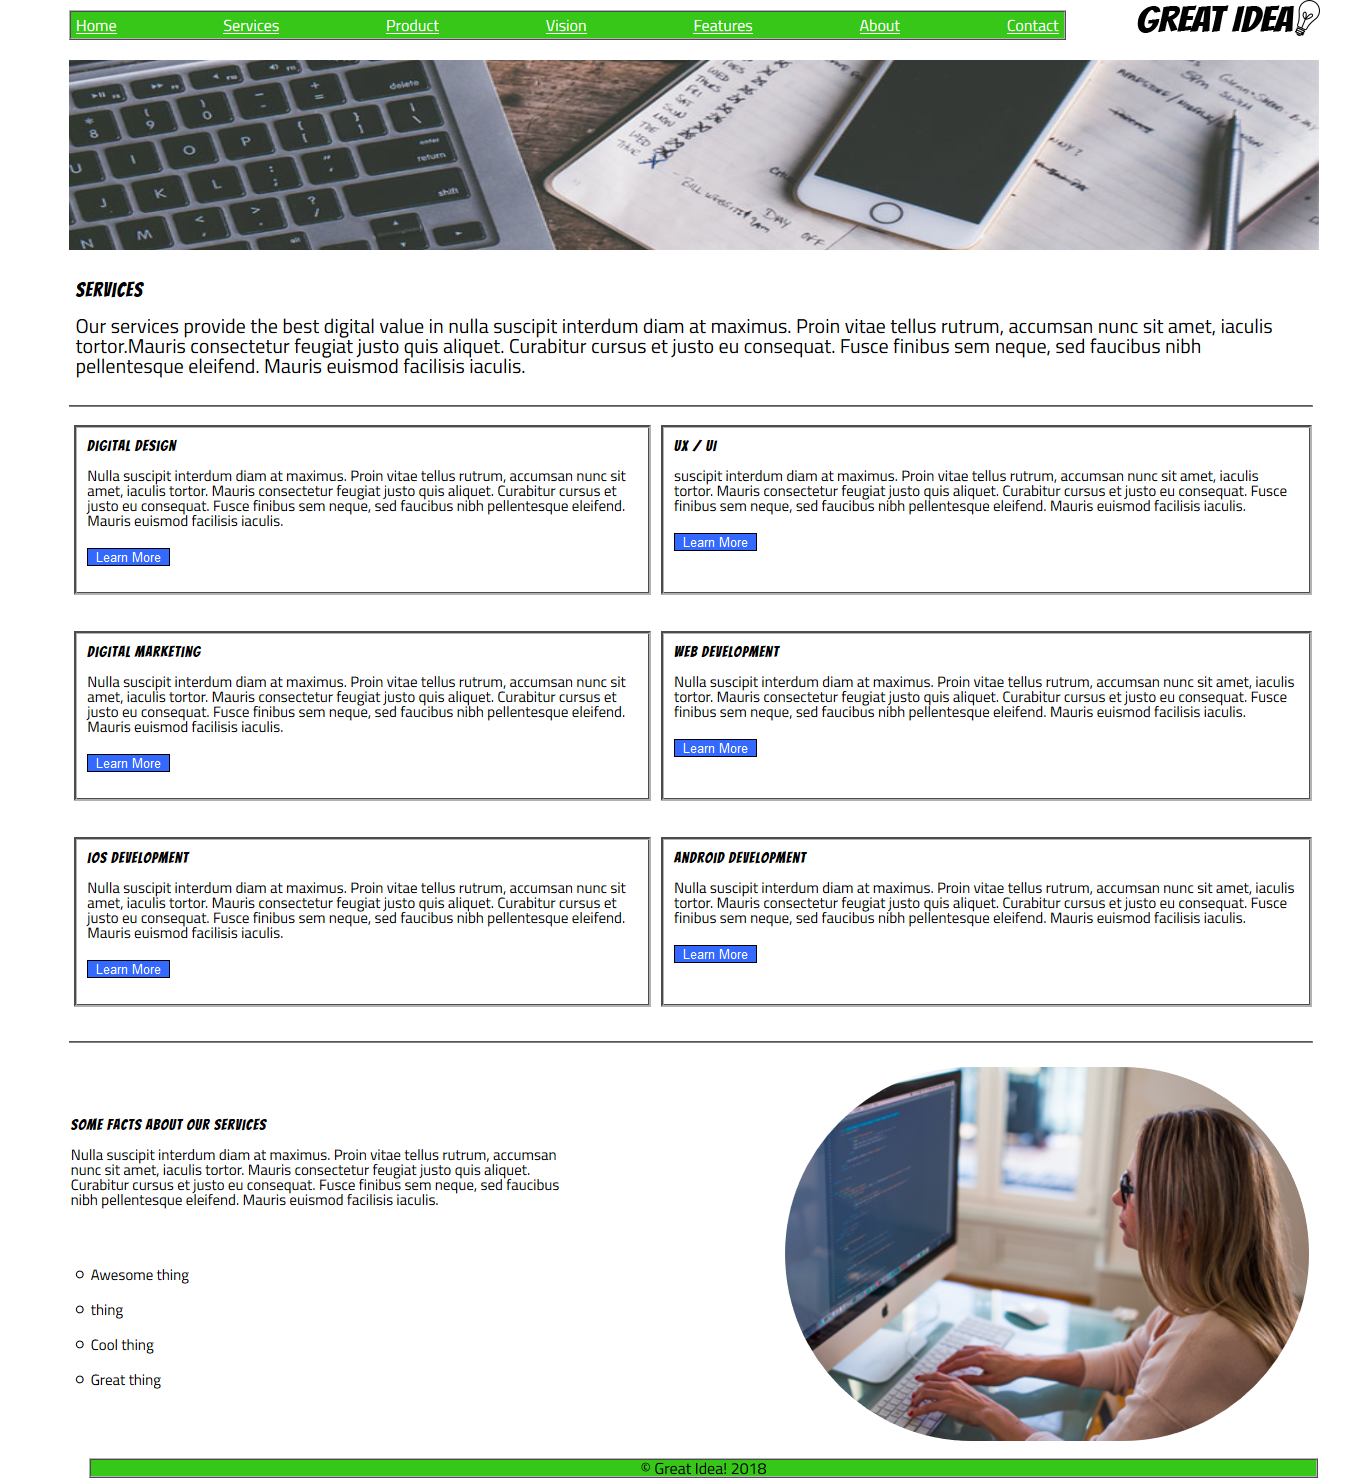 Home Services Product Vision Features About Contact
GREAT IDEA
delete
enter
return
shift
DAY OFF
SERVICES
Our services provide the best digital value in nulla suscipit interdum diam at maximus. Proin vitae tellus rutrum, accumsan nunc sit amet, iaculis
tortor.Mauris consectetur feugiat justo quis aliquet. Curabitur cursus et justo eu consequat. Fusce finibus sem neque, sed faucibus nibh
pellentesque eleifend. Mauris euismod facilisis iaculis.
DIGITAL DESIGN
Nulla suscipit interdum diam at maximus. Proin vitae tellus rutrum, accumsan nunc sit
amet, iaculis tortor. Mauris consectetur feugiat justo quis aliquet. Curabitur cursus et
justo eu consequat. Fusce finibus sem neque, sed faucibus nibh pellentesque eleifend.
Mauris euismod facilisis iaculis.
Learn More
UX / UI
suscipit interdum diam at maximus. Proin vitae tellus rutrum, accumsan nunc sit amet, iaculis
tortor. Mauris consectetur feugiat justo quis aliquet. Curabitur cursus et justo eu consequat. Fusce
finibus sem neque, sed faucibus nibh pellentesque eleifend. Mauris euismod facilisis iaculis.
Learn More
DIGITAL MARKETING
Nulla suscipit interdum diam at maximus. Proin vitae tellus rutrum, accumsan nunc sit
amet, iaculis tortor. Mauris consectetur feugiat justo quis aliquet. Curabitur cursus et
justo eu consequat. Fusce finibus sem neque, sed faucibus nibh pellentesque eleifend.
Mauris euismod facilisis iaculis.
Learn More
WEB DEVELOPMENT
Nulla suscipit interdum diam at maximus. Proin vitae tellus rutrum, accumsan nunc sit amet, iaculis
tortor. Mauris consectetur feugiat justo quis aliquet. Curabitur cursus et justo eu consequat. Fusce
finibus sem neque, sed faucibus nibh pellentesque eleifend. Mauris euismod facilisis iaculis.
Learn More
IOS DEVELOPMENT
Nulla suscipit interdum diam at maximus. Proin vitae tellus rutrum, accumsan nunc sit
amet, iaculis tortor. Mauris consectetur feugiat justo quis aliquet. Curabitur cursus et
justo eu consequat. Fusce finibus sem neque, sed faucibus nibh pellentesque eleifend.
Mauris euismod facilisis iaculis.
Learn More
ANDROID DEVELOPMENT
Nulla suscipit interdum diam at maximus. Proin vitae tellus rutrum, accumsan nunc sit amet, iaculis
tortor. Mauris consectetur feugiat justo quis aliquet. Curabitur cursus et justo eu consequat. Fusce
finibus sem neque, sed faucibus nibh pellentesque eleifend. Mauris euismod facilisis iaculis.
Learn More
SOME FACTS ABOUT OUR SERVICES
Nulla suscipit interdum diam at maximus. Proin vitae tellus rutrum, accumsan
nunc sit amet, iaculis tortor. Mauris consectetur feugiat justo quis aliquet.
Curabitur cursus et justo eu consequat. Fusce finibus sem neque, sed faucibus
nibh pellentesque eleifend. Mauris euismod facilisis iaculis.
Awesome thing
thing
Cool thing
Great thing
© Great Idea! 2018